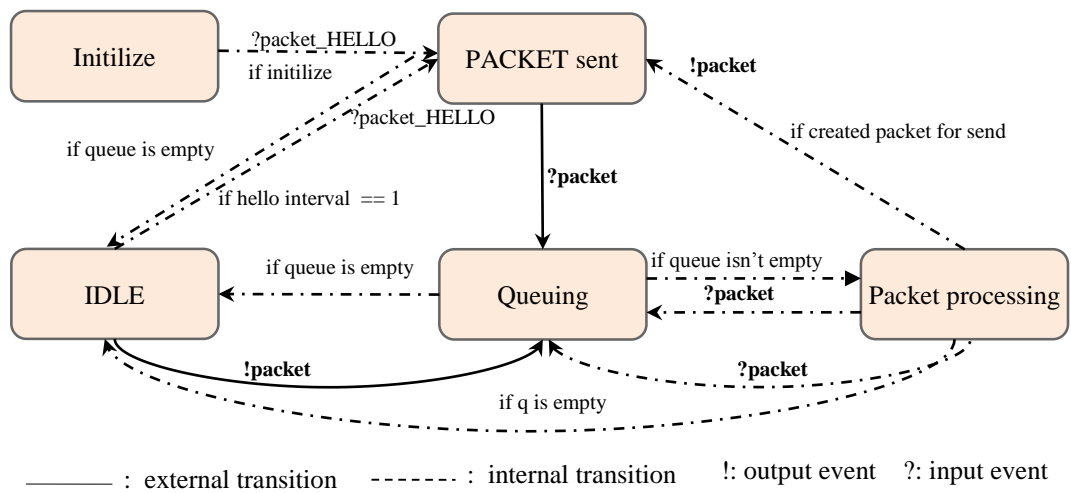 Initilize
?packet_HELLO
if initilize
PACKET sent
!packet
?packet_HELLO
if created packet for send
if queue is empty
?packet
if hello interval == 1
IDLE
if queue is empty
Queuing
if queue isn't empty
?packet
Packet processing
!packet
?packet
if q is empty
: external transition
: internal transition
!: output event
?: input event